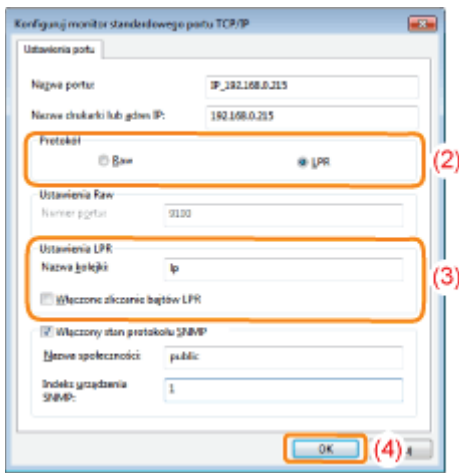 Konfiguruj monitor standardowego portu TCP/IP
Ustawienia portu
Nazwa portu: IP_192.168.0.215
Nazwa drukarki lub adres IP: 192.168.0.215
Protokół
Raw LPR
(2)
Ustawienia Raw
Numer portu: 9100
Ustawienia LPR
Nazwa kolejki: lp
(3)
Włączone zliczanie bajtów LPR
Włączony stan protokołu SNMP
Nazwa społeczności: public
Indeks urządzenia SNMP: 1
OK (4)